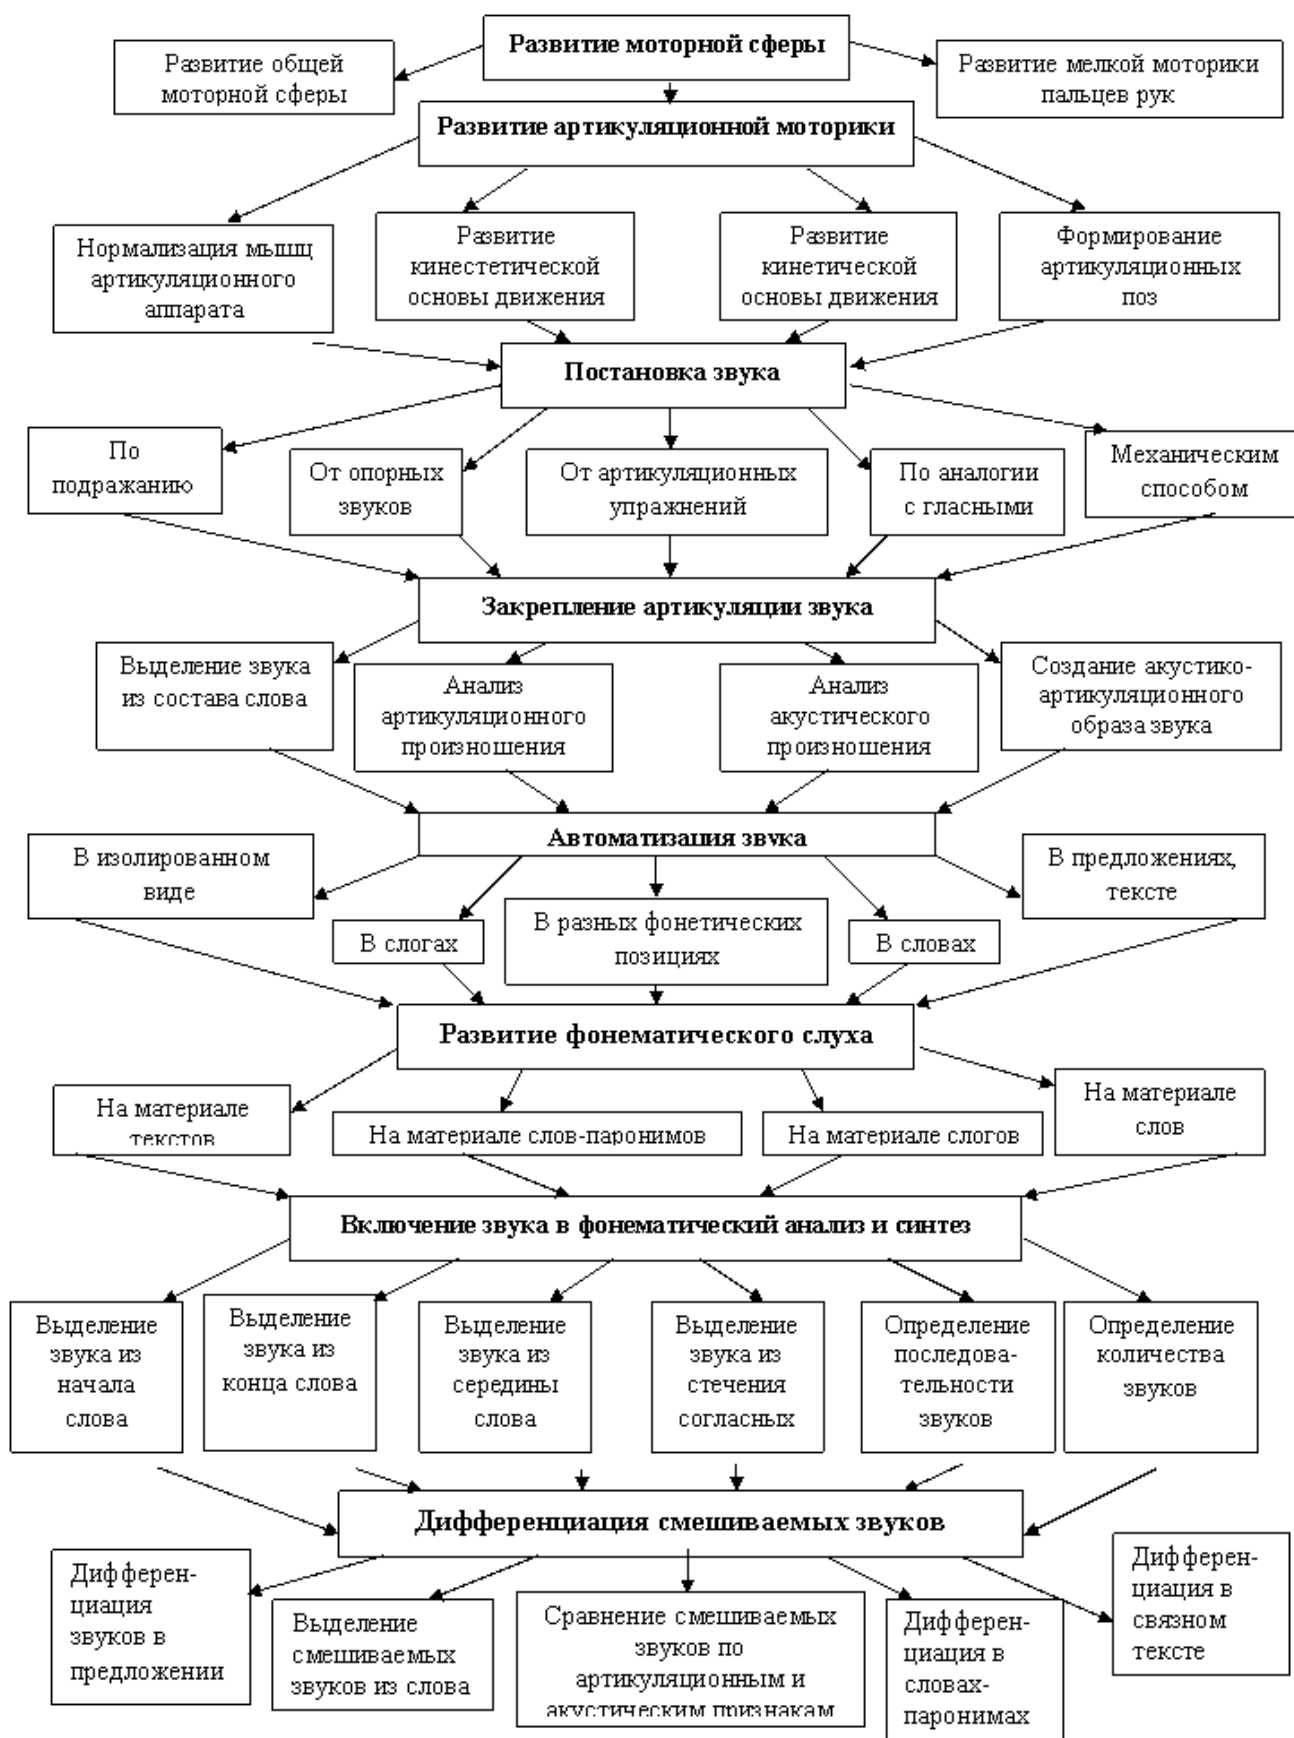 Развитие моторной сферы
Развитие общей
моторной сферы
Развитие мелкой моторики
пальцев рук
Развитие артикуляционной моторики
Нормализация мышц
артикуляционного
аппарата
Развитие
кинестетической
основы движения
Развитие
кинетической
основы движения
Формирование
артикуляционных
поз
Постановка звука
По
подражанию
От опорных
звуков
От артикуляционных
упражнений
По аналогии
с гласными
Механическим
способом
Закрепление артикуляции звука
Выделение звука
из состава слова
Анализ
артикуляционного
произношения
Анализ
акустического
произношения
Создание акустико-
артикуляционного
образа звука
Автоматизация звука
В изолированном
виде
В слогах
В разных фонетических
позициях
В словах
В предложениях,
тексте
Развитие фонематического слуха
На материале
текстов
На материале слов-паронимов
На материале слогов
На материале
слов
Включение звука в фонематический анализ и синтез
Выделение
звука из
начала
слова
Выделение
звука из
конца слова
Выделение
звука из
середины
слова
Выделение
звука из
стечения
согласных
Определение
последова-
тельности
звуков
Определение
количества
звуков
Дифференциация смешиваемых звуков
Дифферен-
циация
звуков в
предложении
Выделение
смешиваемых
звуков из слова
Сравнение смешиваемых
звуков по
артикуляционным и
акустическим признакам
Дифферен-
циация в
словах-
паронимах
Дифферен-
циация в
связном
тексте